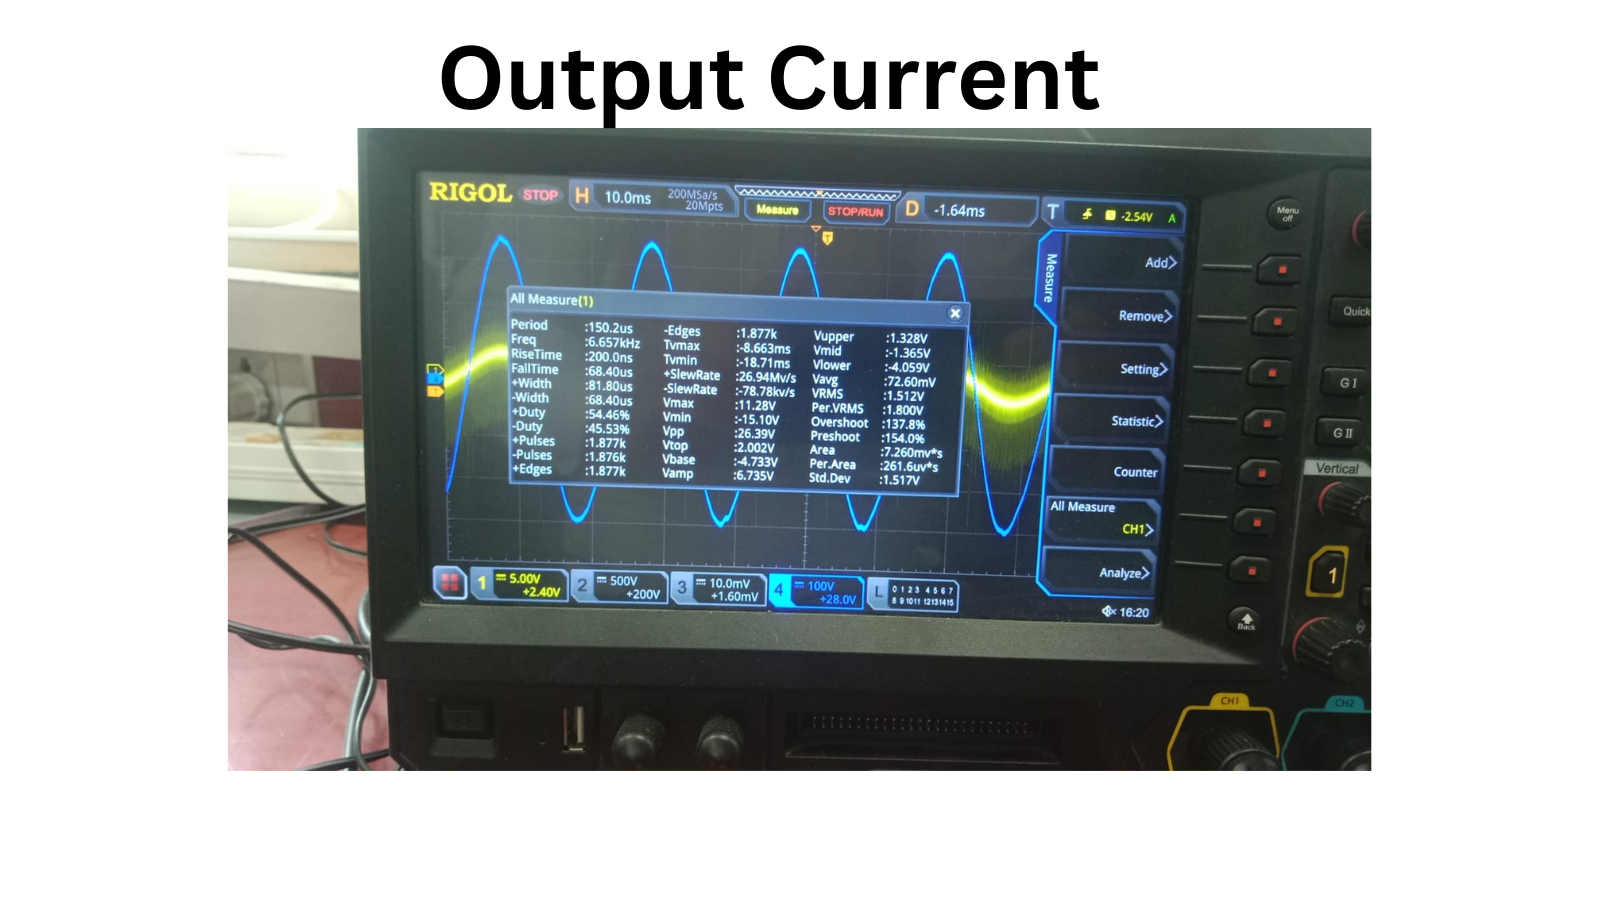 Output Current
RIGOL STOP H 10.0ms 200MSa/s 20Mpts Measure STOP/RUN D -1.64ms T -2.54V A
Menu off
Measure
Add>
Remove>
Setting>
Statistic>
Counter
All Measure
CH1>
Analyze>
All Measure(1)
Period :150.2us -Edges :1.877k Vupper :1.328V
Freq :6.657kHz Tvmax :-8.663ms Vmid :-1.365V
RiseTime :200.0ns Tvmin :-18.71ms Vlower :-4.059V
FallTime :68.40us +SlewRate :26.94Mv/s Vavg :72.60mV
+Width :81.80us -SlewRate :-78.78kv/s VRMS :1.512V
-Width :68.40us Vmax :11.28V Per.VRMS :1.800V
+Duty :54.46% Vmin :-15.10V Overshoot :137.8%
-Duty :45.53% Vpp :26.39V Preshoot :154.0%
+Pulses :1.877k Vtop :2.002V Area :7.260mv*s
-Pulses :1.876k Vbase :-4.733V Per.Area :261.6uv*s
+Edges :1.877k Vamp :6.735V Std.Dev :1.517V
1 5.00V +2.40V
2 500V +200V
3 10.0mV +1.60mV
4 100V +28.0V
L 0 1 2 3 4 5 6 7
8 9 10 11 12 13 14 15
16:20
Quick
G I
G II
Vertical
1
Back
CH1
CH2